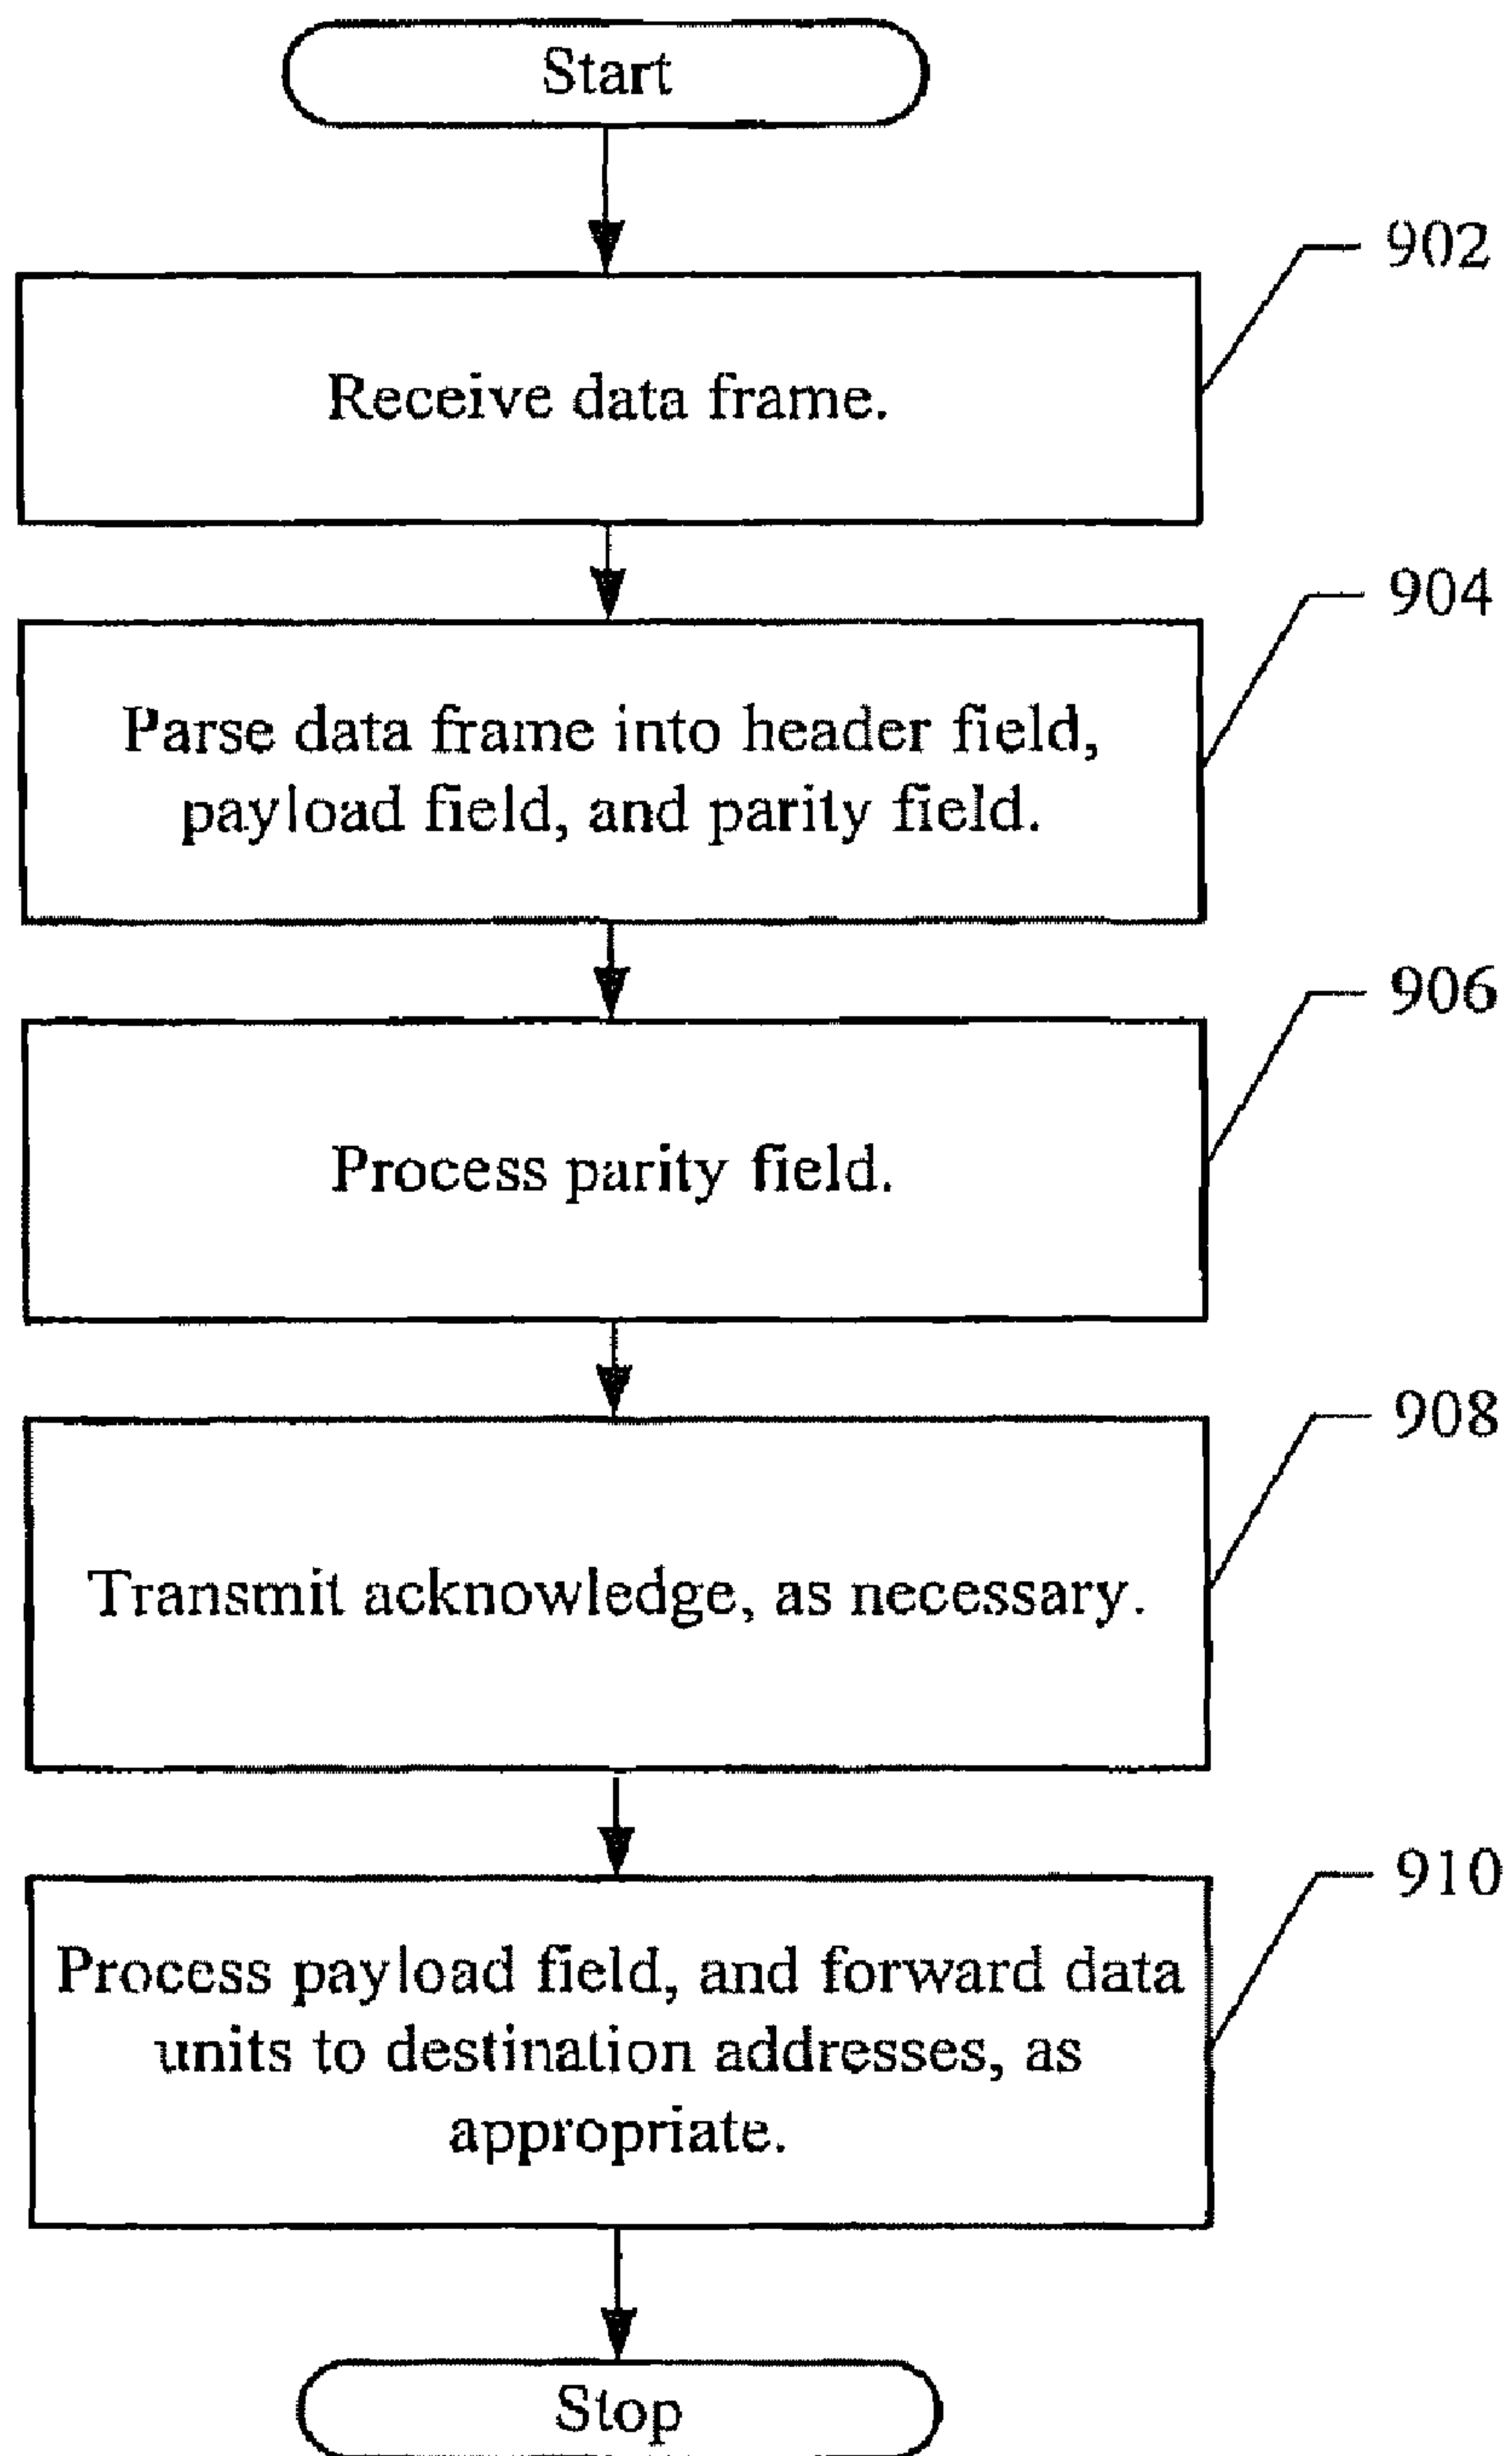 Start
902
Receive data frame.
904
Parse data frame into header field,
payload field, and parity field.
906
Process parity field.
908
Transmit acknowledge, as necessary.
910
Process payload field, and forward data
units to destination addresses, as
appropriate.
Stop